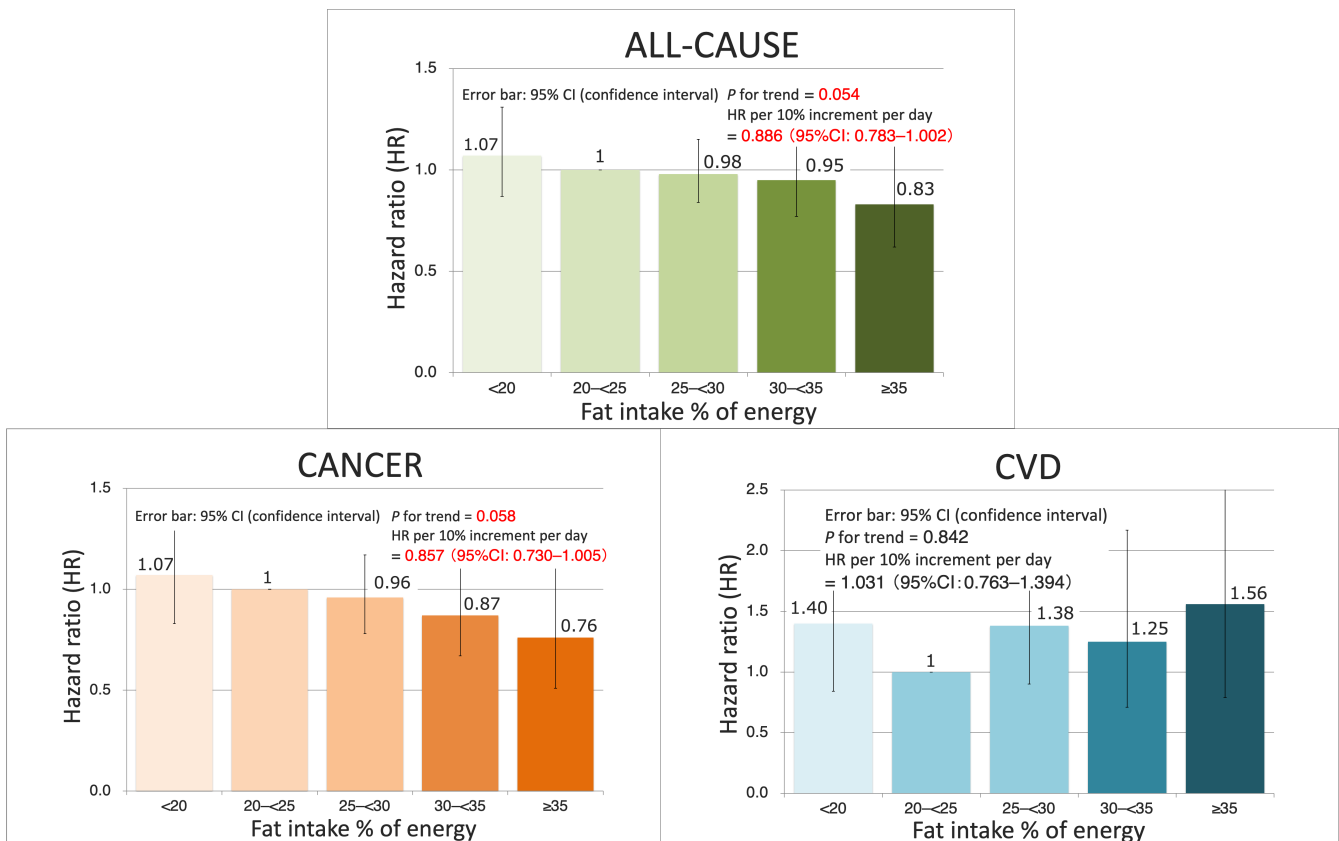 ALL-CAUSE
1.5
Error bar: 95% CI (confidence interval)
P for trend = 0.054
HR per 10% increment per day
= 0.886 (95%CI: 0.783–1.002)
1.07
1
0.98
0.95
0.83
1.0
0.5
0.0
Hazard ratio (HR)
<20
20–<25
25–<30
30–<35
≥35
Fat intake % of energy
CANCER
1.5
Error bar: 95% CI (confidence interval)
P for trend = 0.058
HR per 10% increment per day
= 0.857 (95%CI: 0.730–1.005)
1.07
1
0.96
0.87
0.76
1.0
0.5
0.0
Hazard ratio (HR)
<20
20–<25
25–<30
30–<35
≥35
Fat intake % of energy
CVD
2.5
Error bar: 95% CI (confidence interval)
P for trend = 0.842
HR per 10% increment per day
= 1.031 (95%CI:0.763–1.394)
2.0
1.5
1.40
1
1.38
1.25
1.56
1.0
0.5
0.0
Hazard ratio (HR)
<20
20–<25
25–<30
30–<35
≥35
Fat intake % of energy